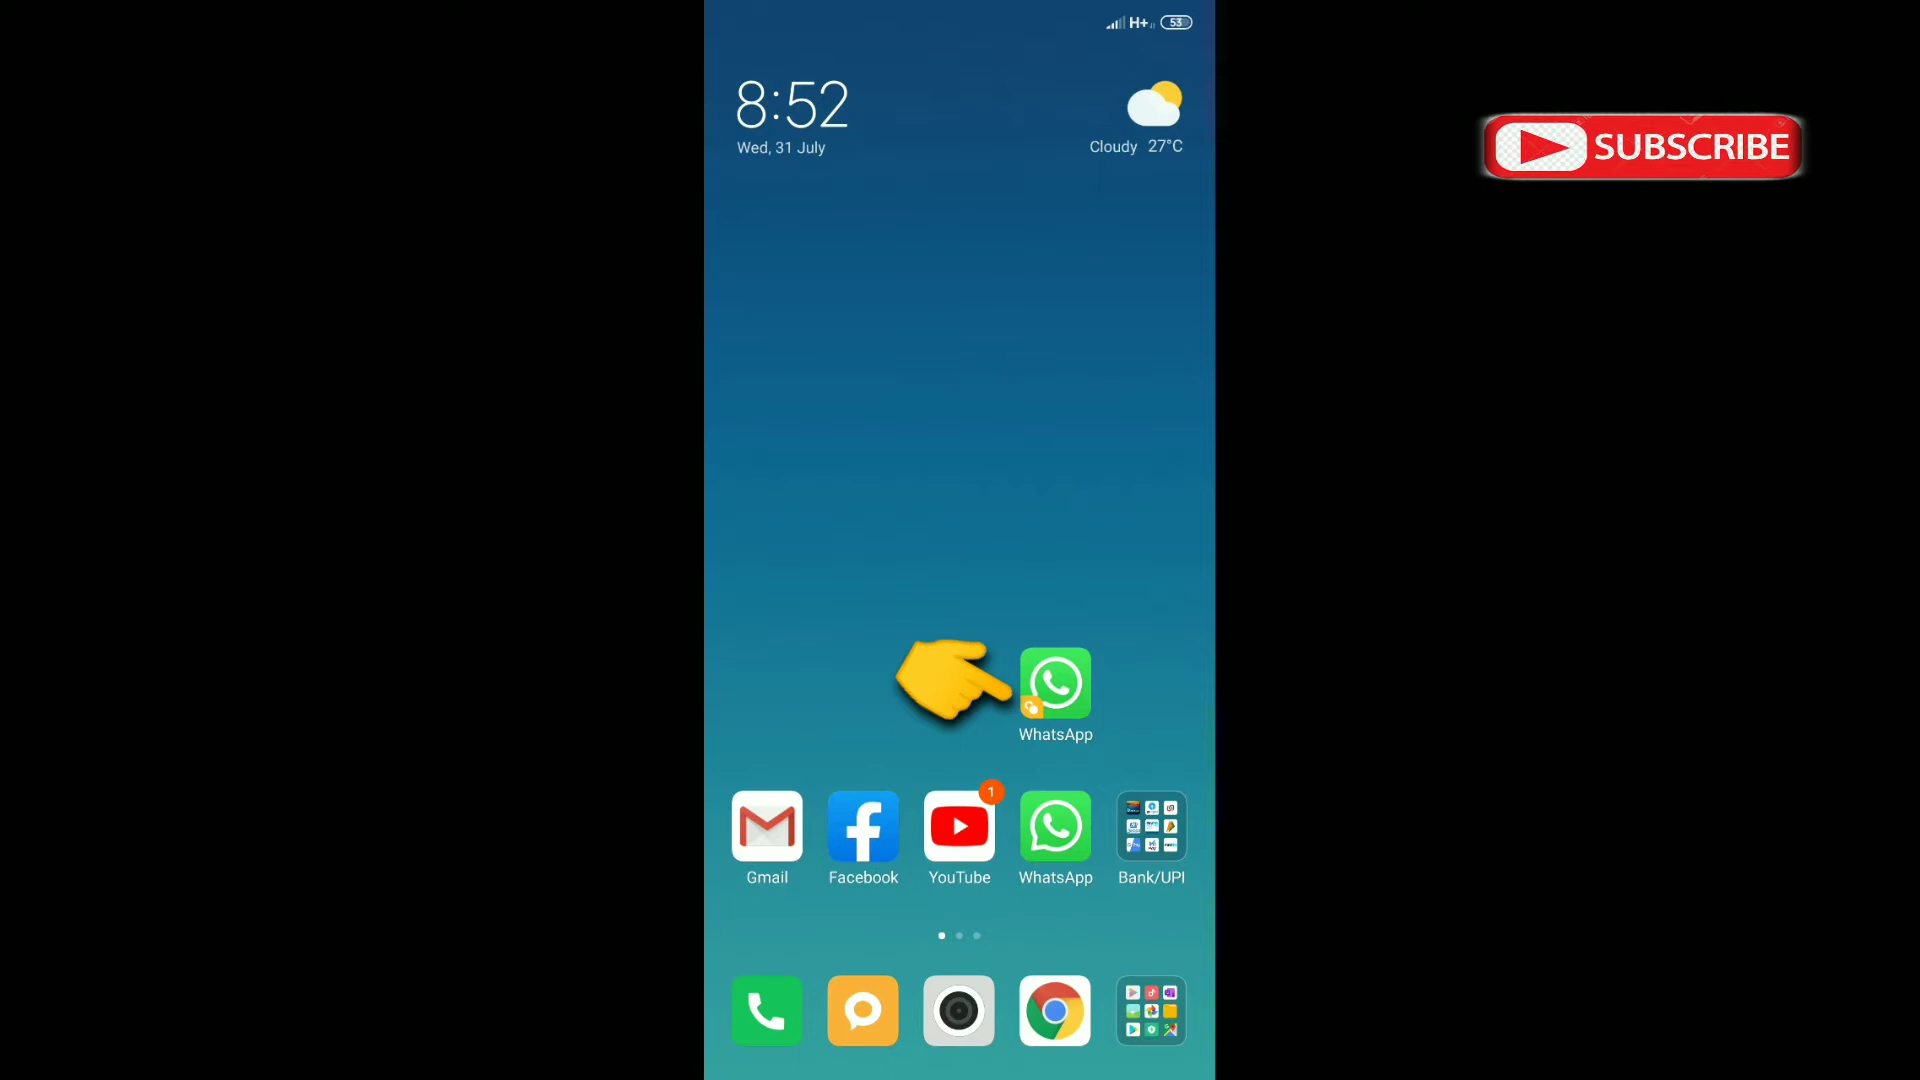 H+ 53
8:52
Wed, 31 July
Cloudy 27°C
SUBSCRIBE
WhatsApp
1
Gmail Facebook YouTube WhatsApp Bank/UPI